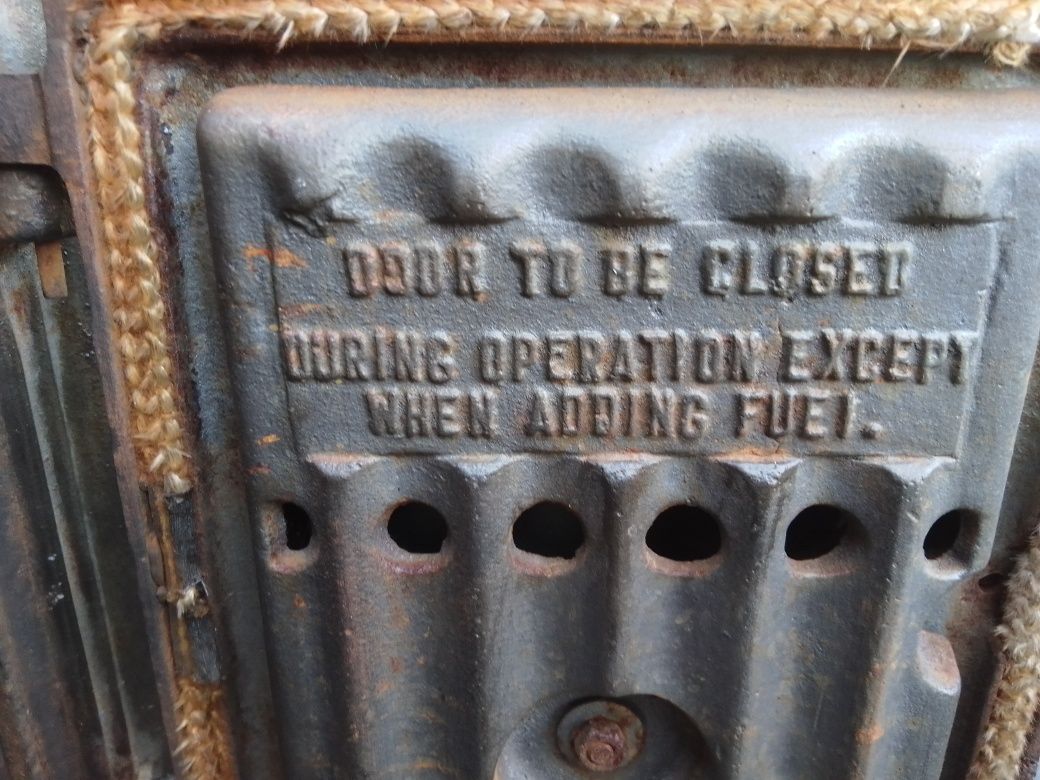 DOOR TO BE CLOSED
DURING OPERATION EXCEPT
WHEN ADDING FUEL.